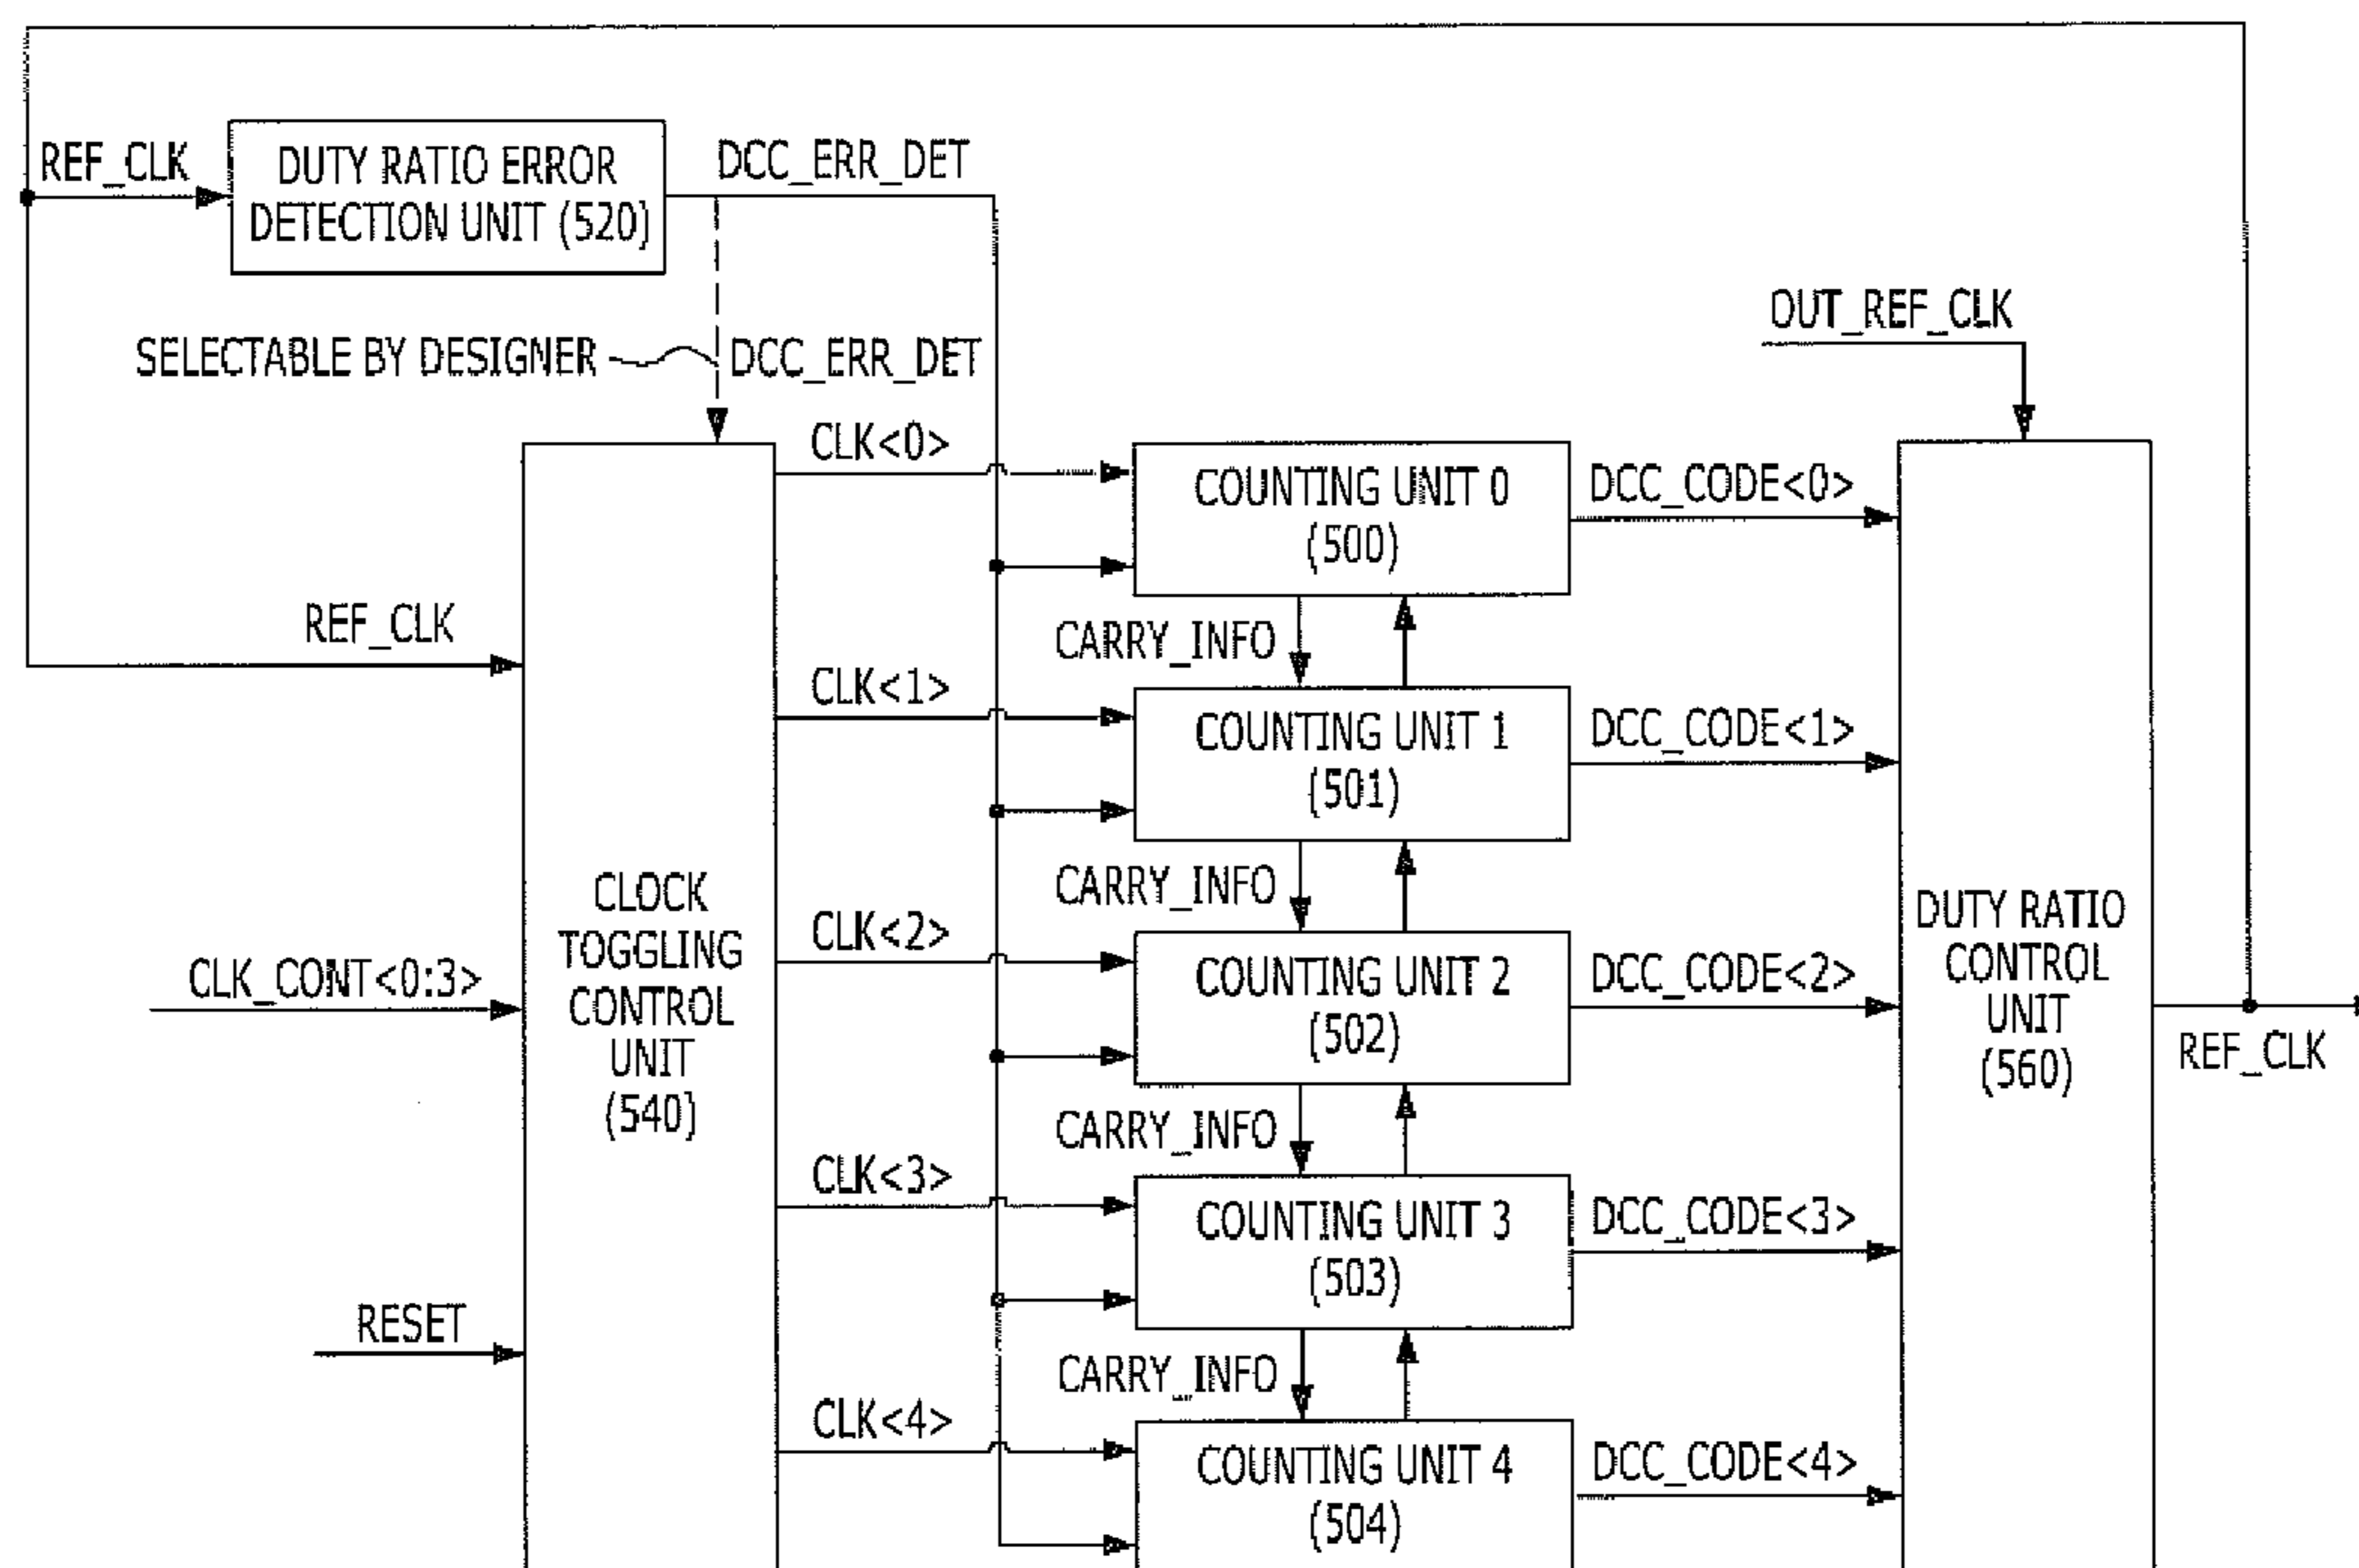 REF_CLK
DUTY RATIO ERROR
DETECTION UNIT (520)
DCC_ERR_DET
SELECTABLE BY DESIGNER
DCC_ERR_DET
OUT_REF_CLK
CLK<0>
COUNTING UNIT 0
(500)
DCC_CODE<0>
REF_CLK
CARRY_INFO
CLK<1>
COUNTING UNIT 1
(501)
DCC_CODE<1>
CLOCK
TOGGLING
CONTROL
UNIT
(540)
CARRY_INFO
CLK<2>
COUNTING UNIT 2
(502)
DCC_CODE<2>
DUTY RATIO
CONTROL
UNIT
(560)
CLK_CONT<0:3>
REF_CLK
CARRY_INFO
CLK<3>
COUNTING UNIT 3
(503)
DCC_CODE<3>
RESET
CARRY_INFO
CLK<4>
COUNTING UNIT 4
(504)
DCC_CODE<4>